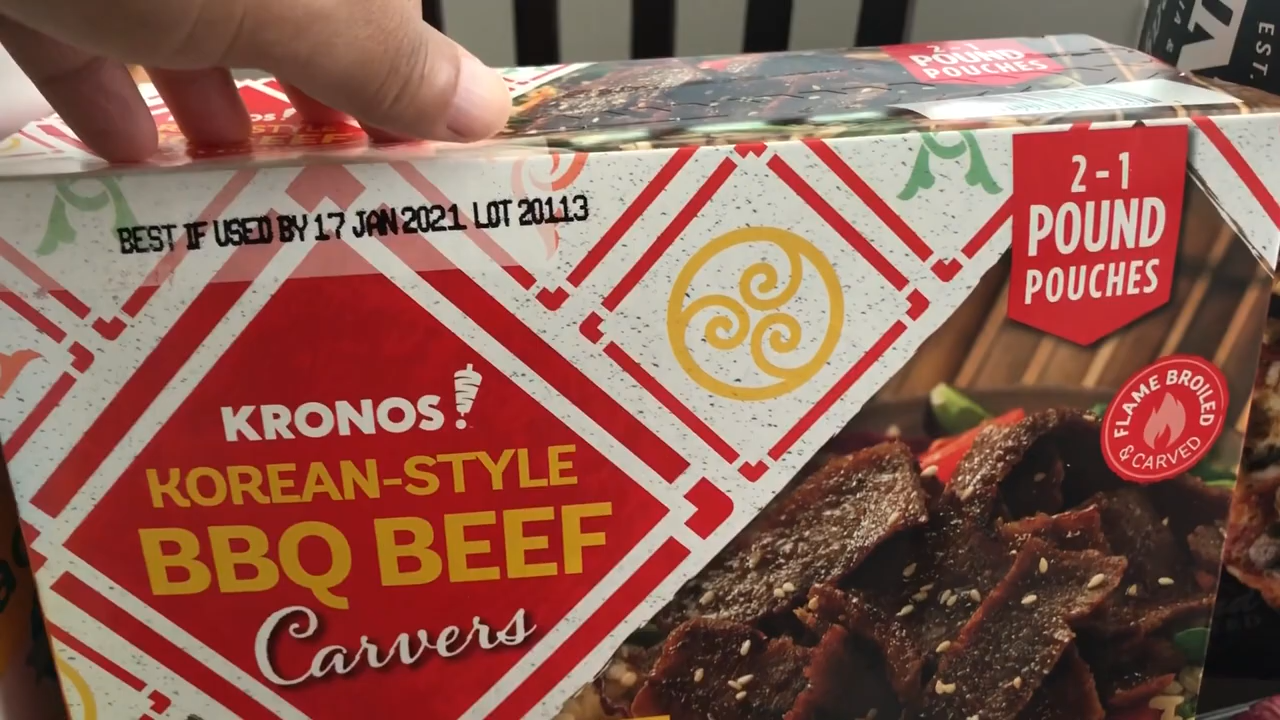 2-1
POUND
POUCHES
BEST IF USED BY 17 JAN 2021 LOT 20113
2-1
POUND
POUCHES
KRONOS!
KOREAN-STYLE
BBQ BEEF
Carvers
FLAME BROILED
& CARVED
EST.